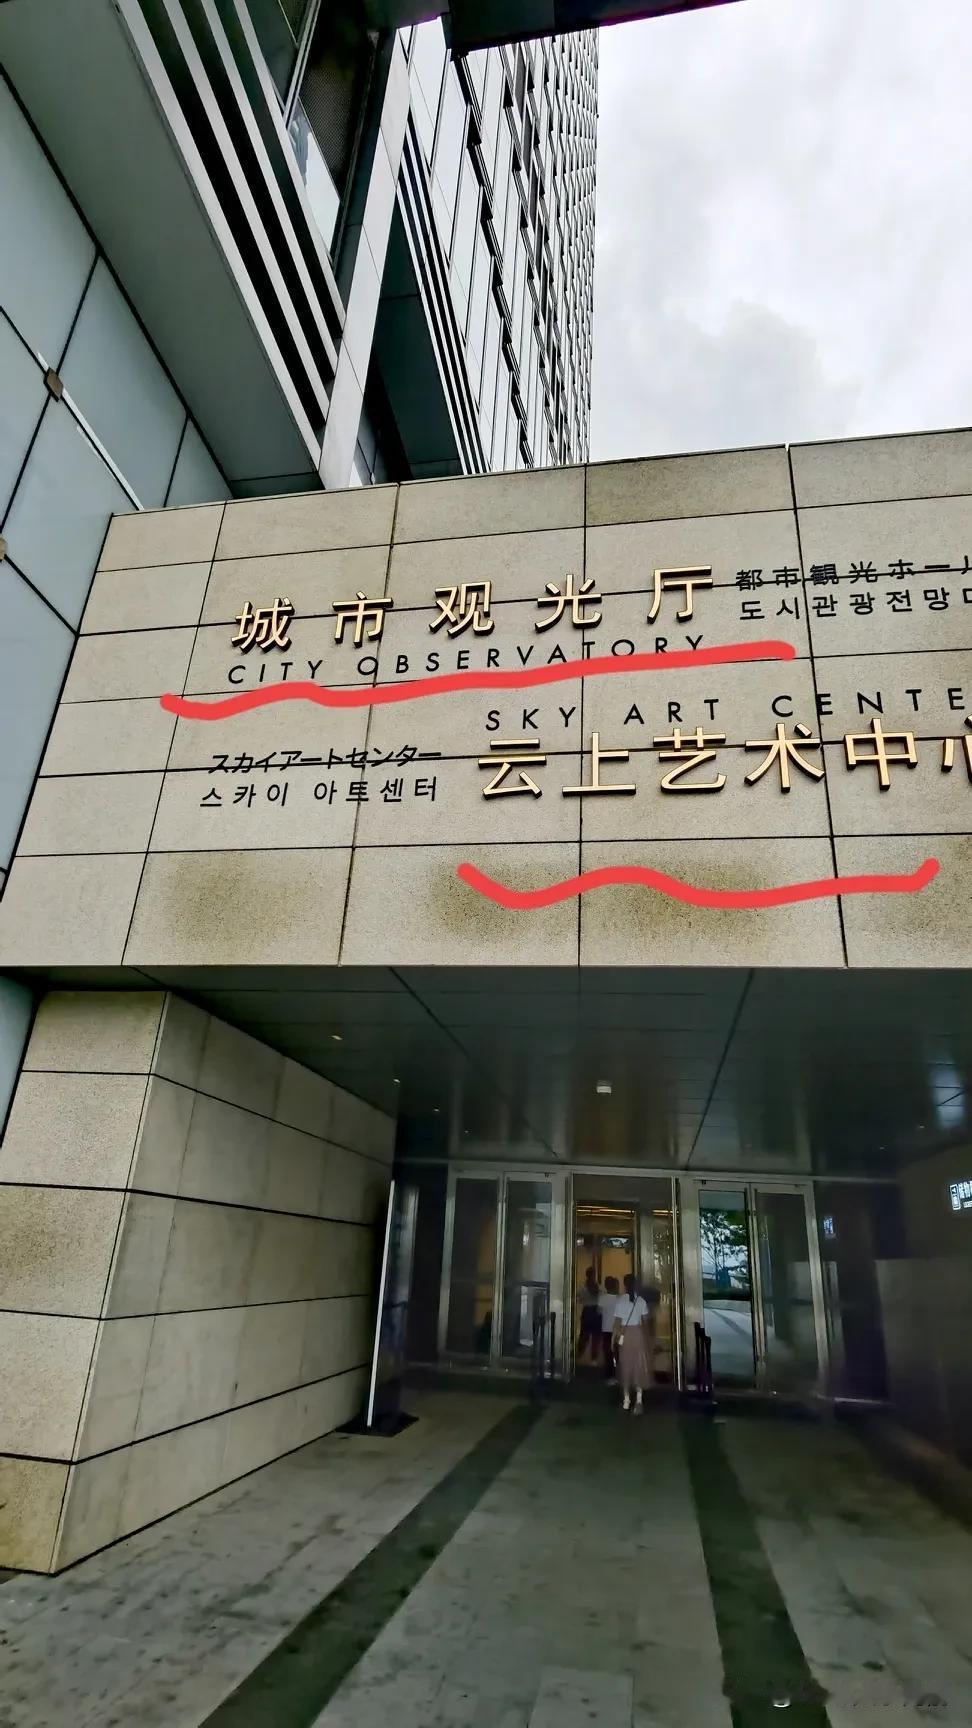 城市观光厅
CITY OBSERVATORY
都市観光ホール
도시관광전망
SKY ART CENTE
云上艺术中心
スカイアートセンター
스카이 아트센터